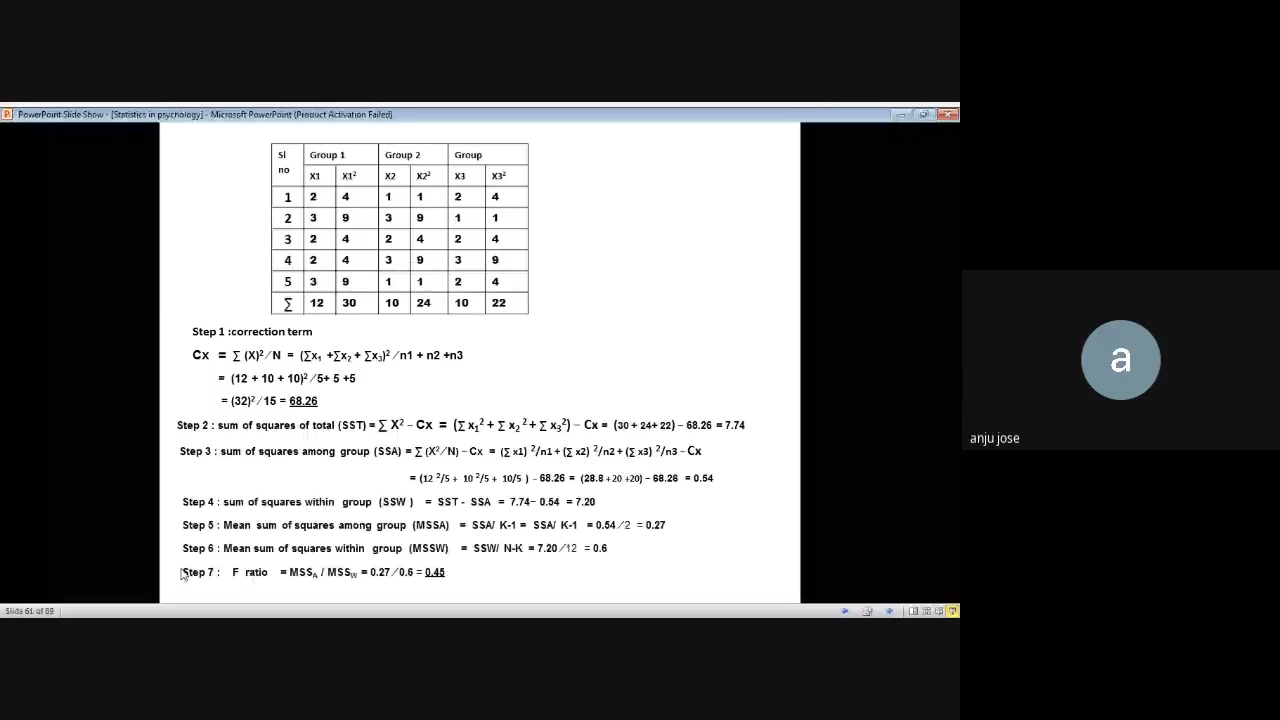 PowerPoint Slide Show - [Statistics in psychology] - Microsoft PowerPoint (Product Activation Failed)
Sl no Group 1 Group 2 Group
X1 X1² X2 X2² X3 X3²
1 2 4 1 1 2 4
2 3 9 3 9 1 1
3 2 4 2 4 2 4
4 2 4 3 9 3 9
5 3 9 1 1 2 4
∑ 12 30 10 24 10 22
Step 1 :correction term
Cx = ∑ (X)² ∕ N = (∑x₁ +∑x₂ + ∑x₃)² ∕ n1 + n2 +n3
= (12 + 10 + 10)² ∕ 5+ 5 +5
= (32)² ∕ 15 = 68.26
Step 2 : sum of squares of total (SST) = ∑ X² − Cx = (∑ x₁² + ∑ x₂² + ∑ x₃²) − Cx = (30 + 24+ 22) − 68.26 = 7.74
Step 3 : sum of squares among group (SSA) = ∑ (X² ∕ N) − Cx = (∑ x1) ²/n1 + (∑ x2) ²/n2 + (∑ x3) ²/n3 − Cx
= (12 ²/5 + 10 ²/5 + 10/5 ) − 68.26 = (28.8 + 20 +20) − 68.26 = 0.54
Step 4 : sum of squares within group (SSW ) = SST - SSA = 7.74− 0.54 = 7.20
Step 5 : Mean sum of squares among group (MSSA) = SSA/ K-1 = SSA/ K-1 = 0.54 ∕ 2 = 0.27
Step 6 : Mean sum of squares within group (MSSW) = SSW/ N-K = 7.20 ∕ 12 = 0.6
Step 7 : F ratio = MSS_A / MSS_W = 0.27 ∕ 0.6 = 0.45
Slide 61 of 89
a
anju jose